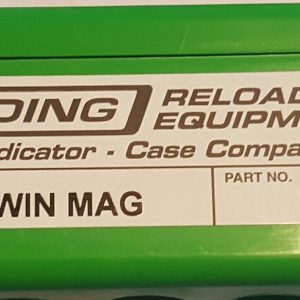 DING RELOAD
EQUIPM
dicator - Case Compa
WIN MAG PART NO.